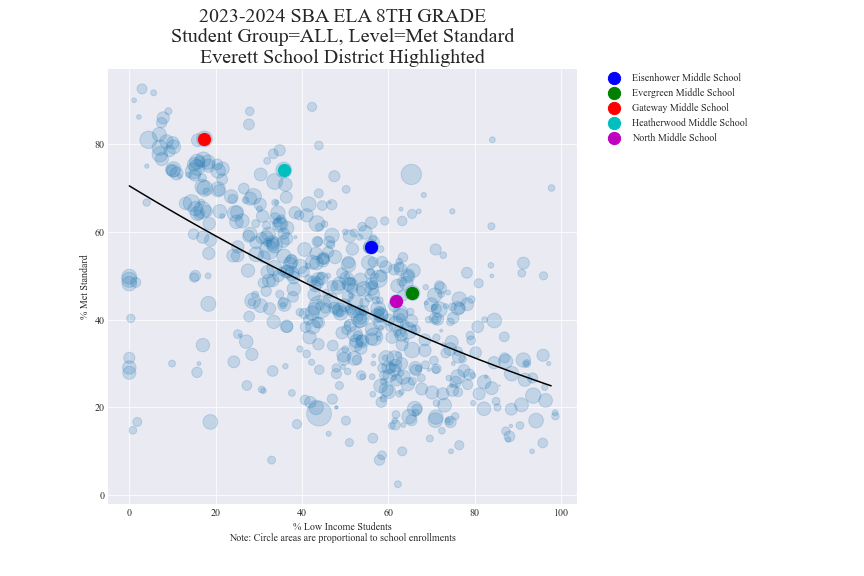 2023-2024 SBA ELA 8TH GRADE
Student Group=ALL, Level=Met Standard
Everett School District Highlighted
Eisenhower Middle School
Evergreen Middle School
Gateway Middle School
Heatherwood Middle School
North Middle School
% Met Standard
80
60
40
20
0
0 20 40 60 80 100
% Low Income Students
Note: Circle areas are proportional to school enrollments